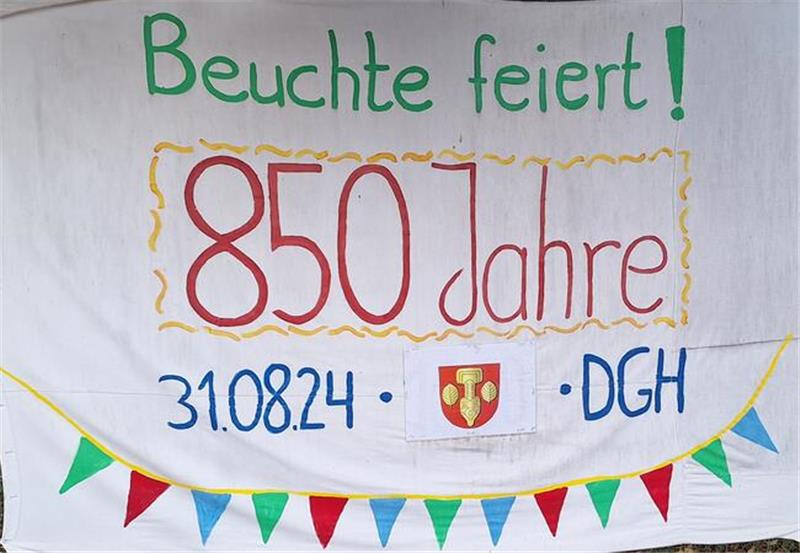 Beuchte feiert!
850 Jahre
31.08.24 • • DGH